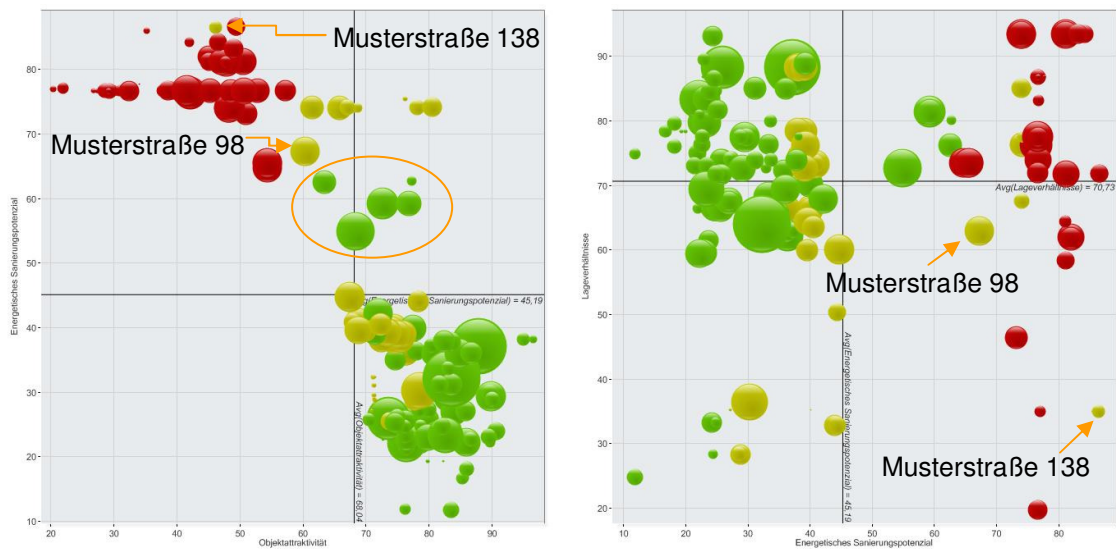 Musterstraße 138
Musterstraße 98
Energetisches Sanierungspotenzial
80
70
60
50
40
30
20
10
Avg(Energetisches Sanierungspotenzial) = 45,19
Avg(Objektattraktivität) = 68,04
20
30
40
50
60
70
80
90
Objektattraktivität
Lageverhältnisse
90
80
70
60
50
40
30
20
Avg(Lageverhältnisse) = 70,73
Musterstraße 98
Avg(Energetisches Sanierungspotenzial) = 45,19
Musterstraße 138
10
20
30
40
50
60
70
80
Energetisches Sanierungspotenzial